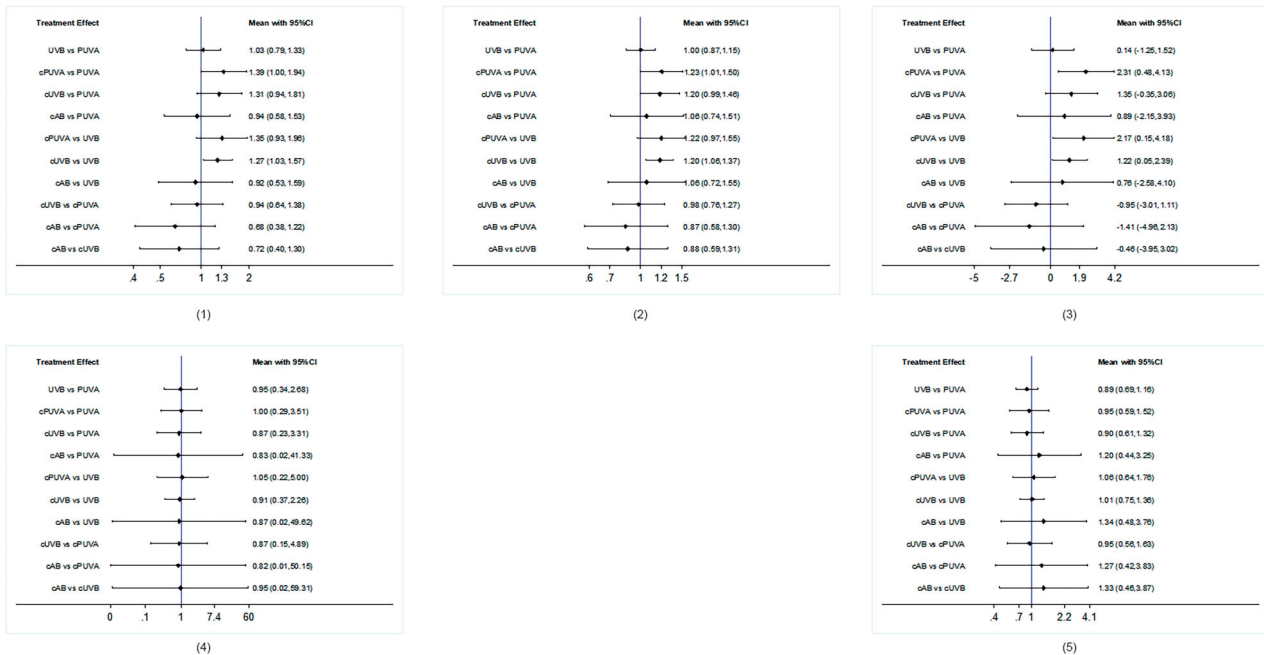 Treatment Effect Mean with 95%CI
UVB vs PUVA 1.03 (0.79,1.33)
cPUVA vs PUVA 1.39 (1.00,1.94)
cUVB vs PUVA 1.31 (0.94,1.81)
cAB vs PUVA 0.94 (0.58,1.53)
cPUVA vs UVB 1.35 (0.93,1.96)
cUVB vs UVB 1.27 (1.03,1.57)
cAB vs UVB 0.92 (0.53,1.59)
cUVB vs cPUVA 0.94 (0.64,1.38)
cAB vs cPUVA 0.68 (0.38,1.22)
cAB vs cUVB 0.72 (0.40,1.30)
.4 .5 1 1.3 2
(1)
Treatment Effect Mean with 95%CI
UVB vs PUVA 1.00 (0.87,1.15)
cPUVA vs PUVA 1.23 (1.01,1.50)
cUVB vs PUVA 1.20 (0.99,1.46)
cAB vs PUVA 1.06 (0.74,1.51)
cPUVA vs UVB 1.22 (0.97,1.55)
cUVB vs UVB 1.20 (1.06,1.37)
cAB vs UVB 1.06 (0.72,1.55)
cUVB vs cPUVA 0.98 (0.76,1.27)
cAB vs cPUVA 0.87 (0.58,1.30)
cAB vs cUVB 0.88 (0.59,1.31)
.6 .7 1 1.2 1.5
(2)
Treatment Effect Mean with 95%CI
UVB vs PUVA 0.14 (-1.25,1.52)
cPUVA vs PUVA 2.31 (0.48,4.13)
cUVB vs PUVA 1.35 (-0.35,3.06)
cAB vs PUVA 0.89 (-2.15,3.93)
cPUVA vs UVB 2.17 (0.15,4.18)
cUVB vs UVB 1.22 (0.05,2.39)
cAB vs UVB 0.76 (-2.58,4.10)
cUVB vs cPUVA -0.95 (-3.01,1.11)
cAB vs cPUVA -1.41 (-4.96,2.13)
cAB vs cUVB -0.46 (-3.95,3.02)
-5 -2.7 0 1.9 4.2
(3)
Treatment Effect Mean with 95%CI
UVB vs PUVA 0.95 (0.34,2.68)
cPUVA vs PUVA 1.00 (0.29,3.51)
cUVB vs PUVA 0.87 (0.23,3.31)
cAB vs PUVA 0.83 (0.02,41.33)
cPUVA vs UVB 1.05 (0.22,5.00)
cUVB vs UVB 0.91 (0.37,2.26)
cAB vs UVB 0.87 (0.02,49.62)
cUVB vs cPUVA 0.87 (0.15,4.89)
cAB vs cPUVA 0.82 (0.01,50.15)
cAB vs cUVB 0.95 (0.02,59.31)
0 .1 1 7.4 60
(4)
Treatment Effect Mean with 95%CI
UVB vs PUVA 0.89 (0.69,1.16)
cPUVA vs PUVA 0.95 (0.59,1.52)
cUVB vs PUVA 0.90 (0.61,1.32)
cAB vs PUVA 1.20 (0.44,3.25)
cPUVA vs UVB 1.06 (0.64,1.76)
cUVB vs UVB 1.01 (0.75,1.36)
cAB vs UVB 1.34 (0.48,3.76)
cUVB vs cPUVA 0.95 (0.56,1.63)
cAB vs cPUVA 1.27 (0.42,3.83)
cAB vs cUVB 1.33 (0.46,3.87)
.4 .7 1 2.2 4.1
(5)